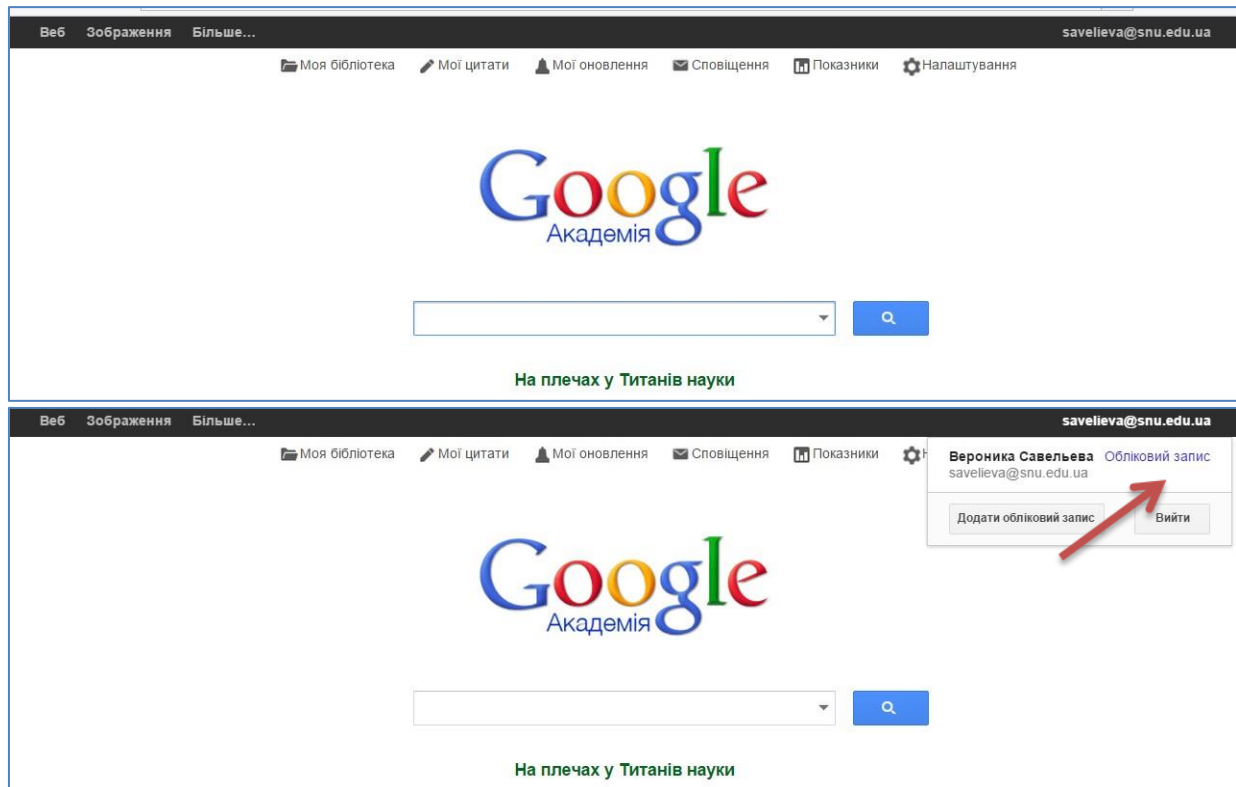 Веб Зображення Більше... savelieva@snu.edu.ua
Моя бібліотека Мої цитати Мої оновлення Сповіщення Показники Налаштування
Google
Академія
На плечах у Титанів науки
Веб Зображення Більше... savelieva@snu.edu.ua
Моя бібліотека Мої цитати Мої оновлення Сповіщення Показники Н
Вероника Савельева Обліковий запис
savelieva@snu.edu.ua
Додати обліковий запис Вийти
Google
Академія
На плечах у Титанів науки